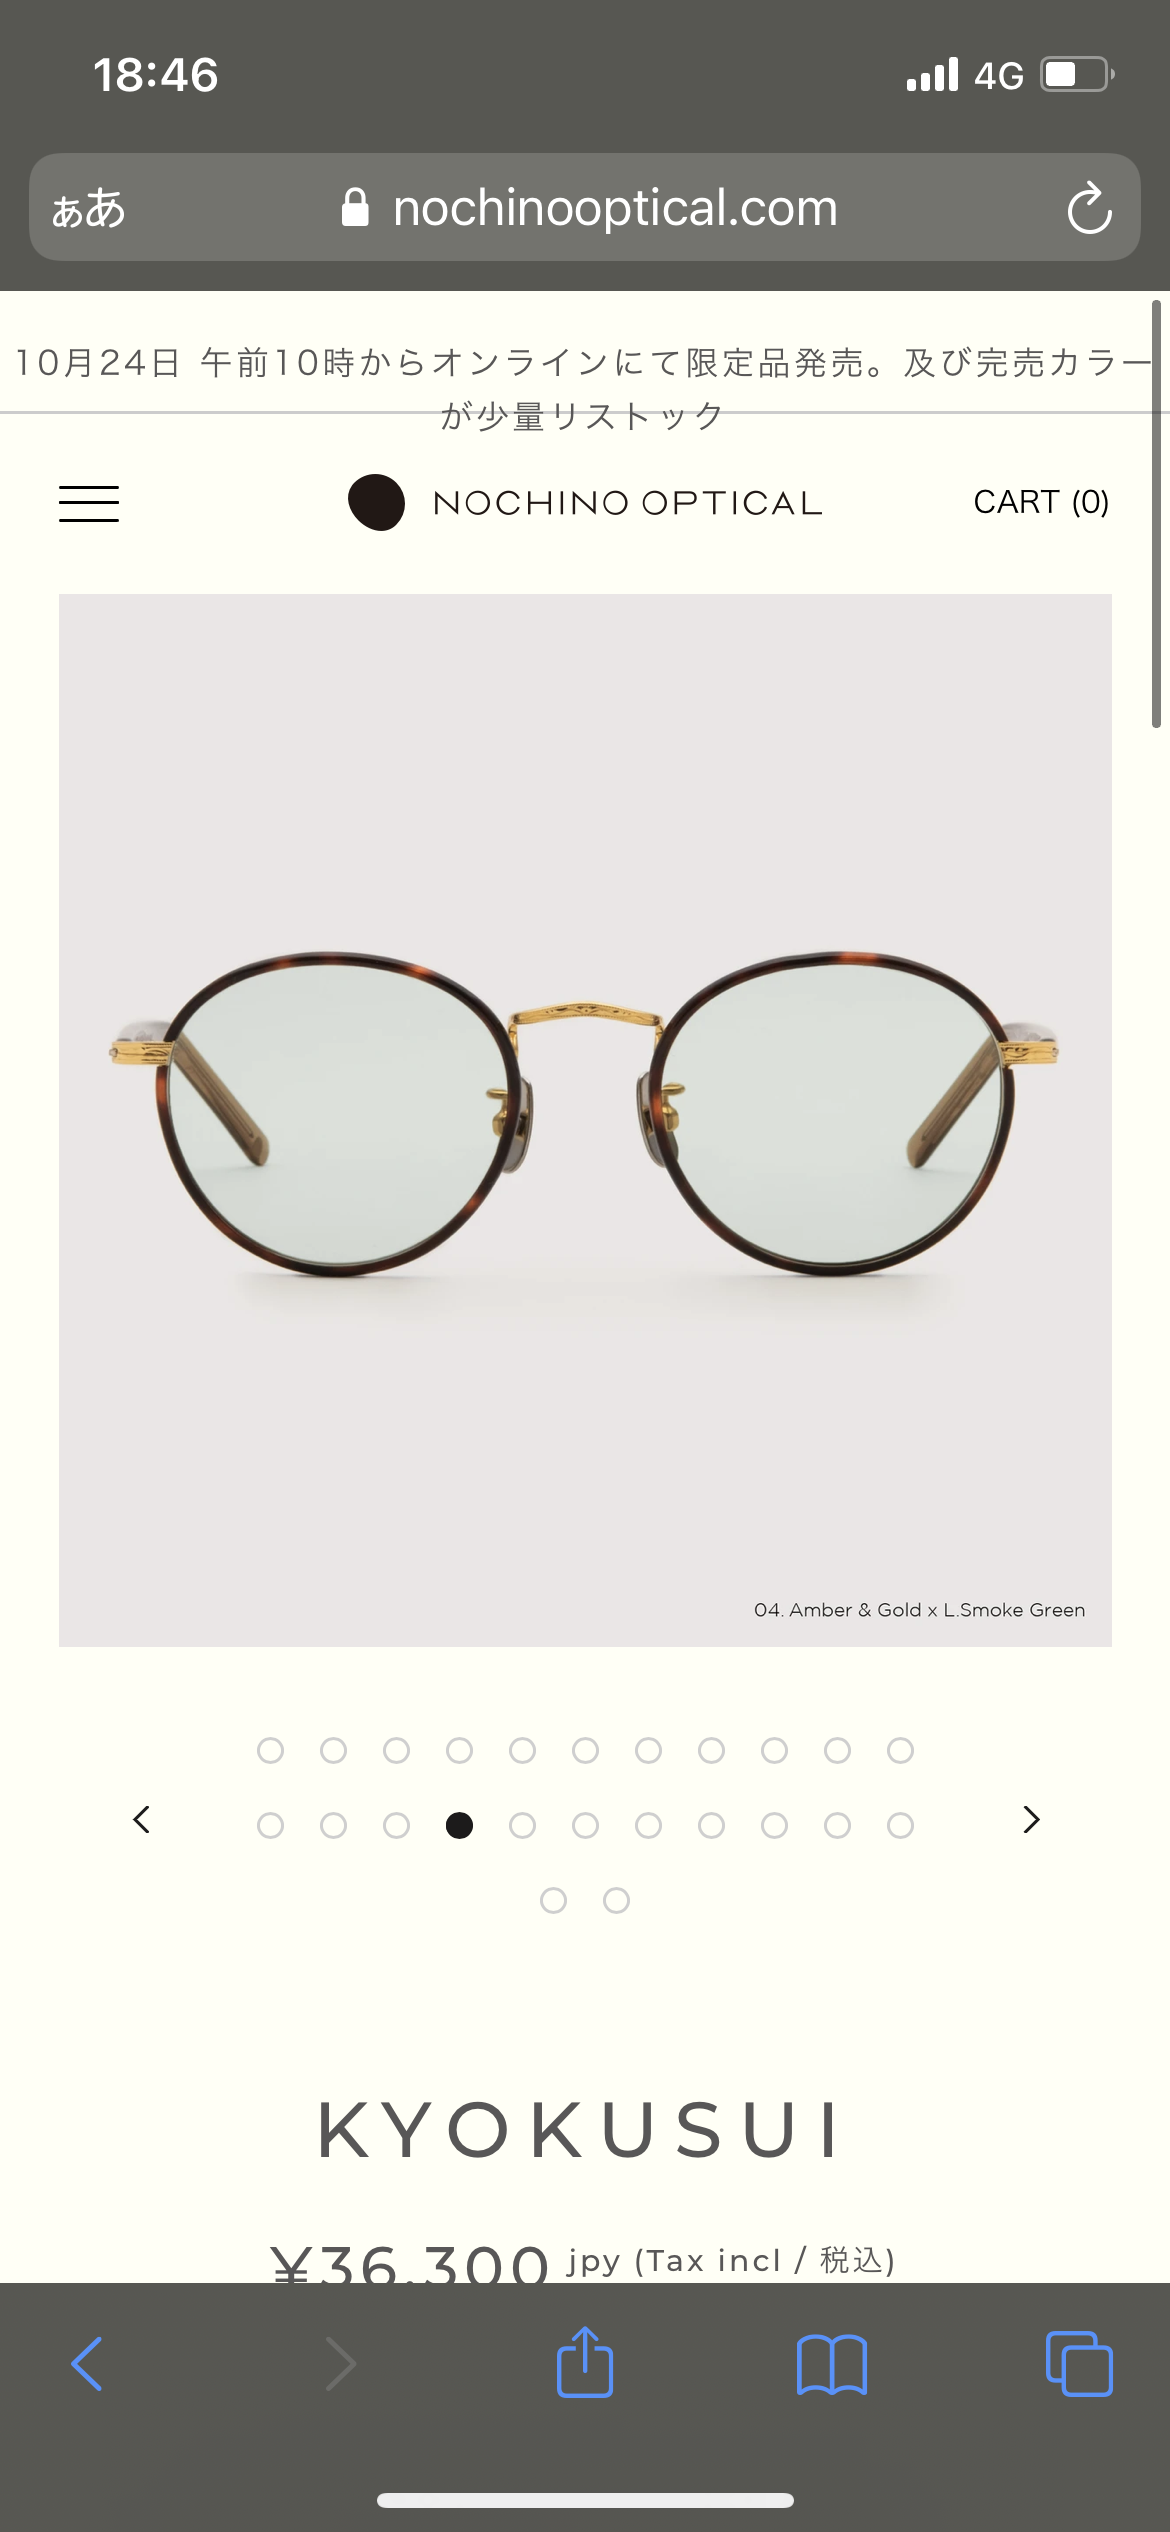 18:46
4G
ぁあ
nochinooptical.com
10月24日 午前10時からオンラインにて限定品発売。及び完売カラー
が少量リストック
NOCHINO OPTICAL
CART (0)
04. Amber & Gold x L.Smoke Green
KYOKUSUI
¥36,300 jpy (Tax incl / 税込)